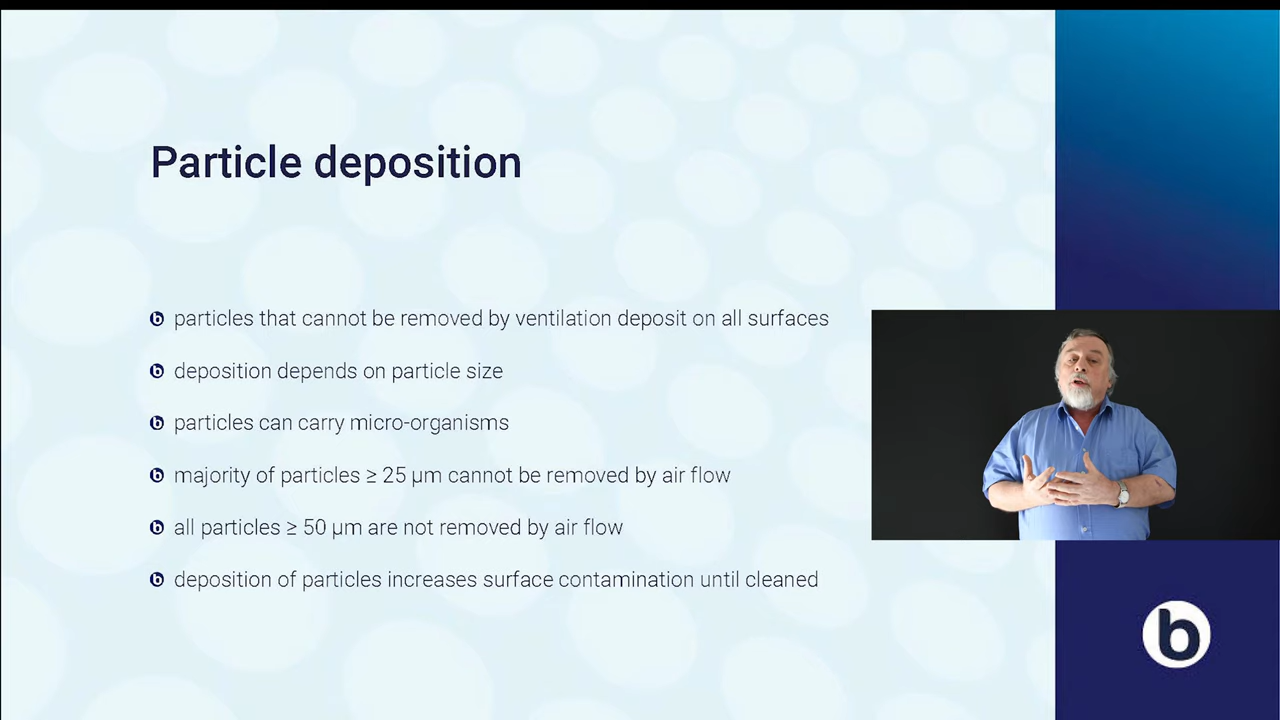 Particle deposition
particles that cannot be removed by ventilation deposit on all surfaces
deposition depends on particle size
particles can carry micro-organisms
majority of particles ≥ 25 µm cannot be removed by air flow
all particles ≥ 50 µm are not removed by air flow
deposition of particles increases surface contamination until cleaned
b